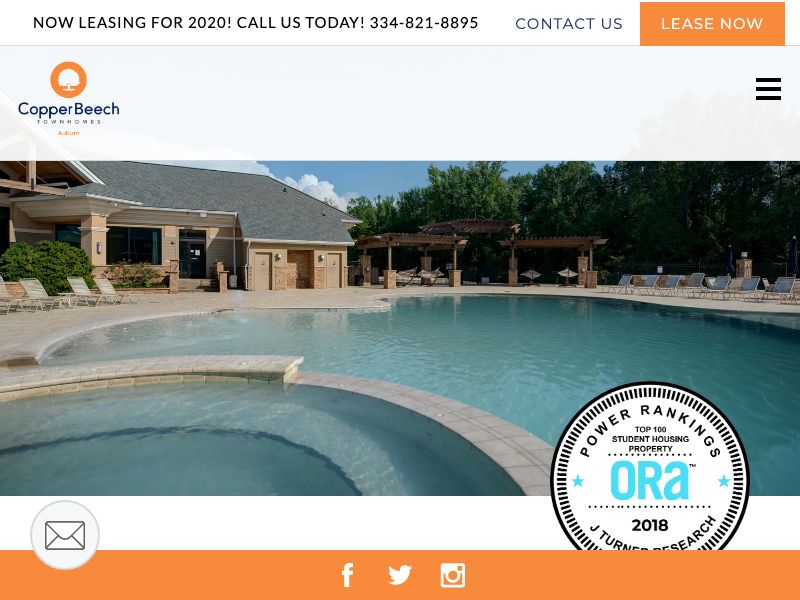 NOW LEASING FOR 2020! CALL US TODAY! 334-821-8895
CONTACT US
LEASE NOW
CopperBeech
TOWNHOMES
Auburn
POWER RANKINGS
TOP 100
STUDENT HOUSING
PROPERTY
ORA™
2018
J TURNER RESEARCH